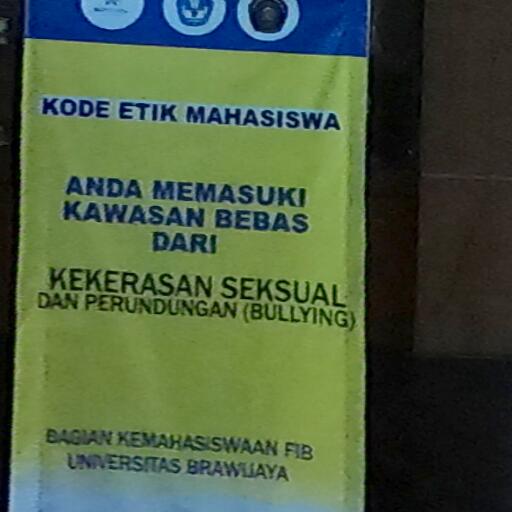 KODE ETIK MAHASISWA
ANDA MEMASUKI
KAWASAN BEBAS
DARI
KEKERASAN SEKSUAL
DAN PERUNDUNGAN (BULLYING)
BAGIAN KEMAHASISWAAN FIB
UNIVERSITAS BRAWIJAYA